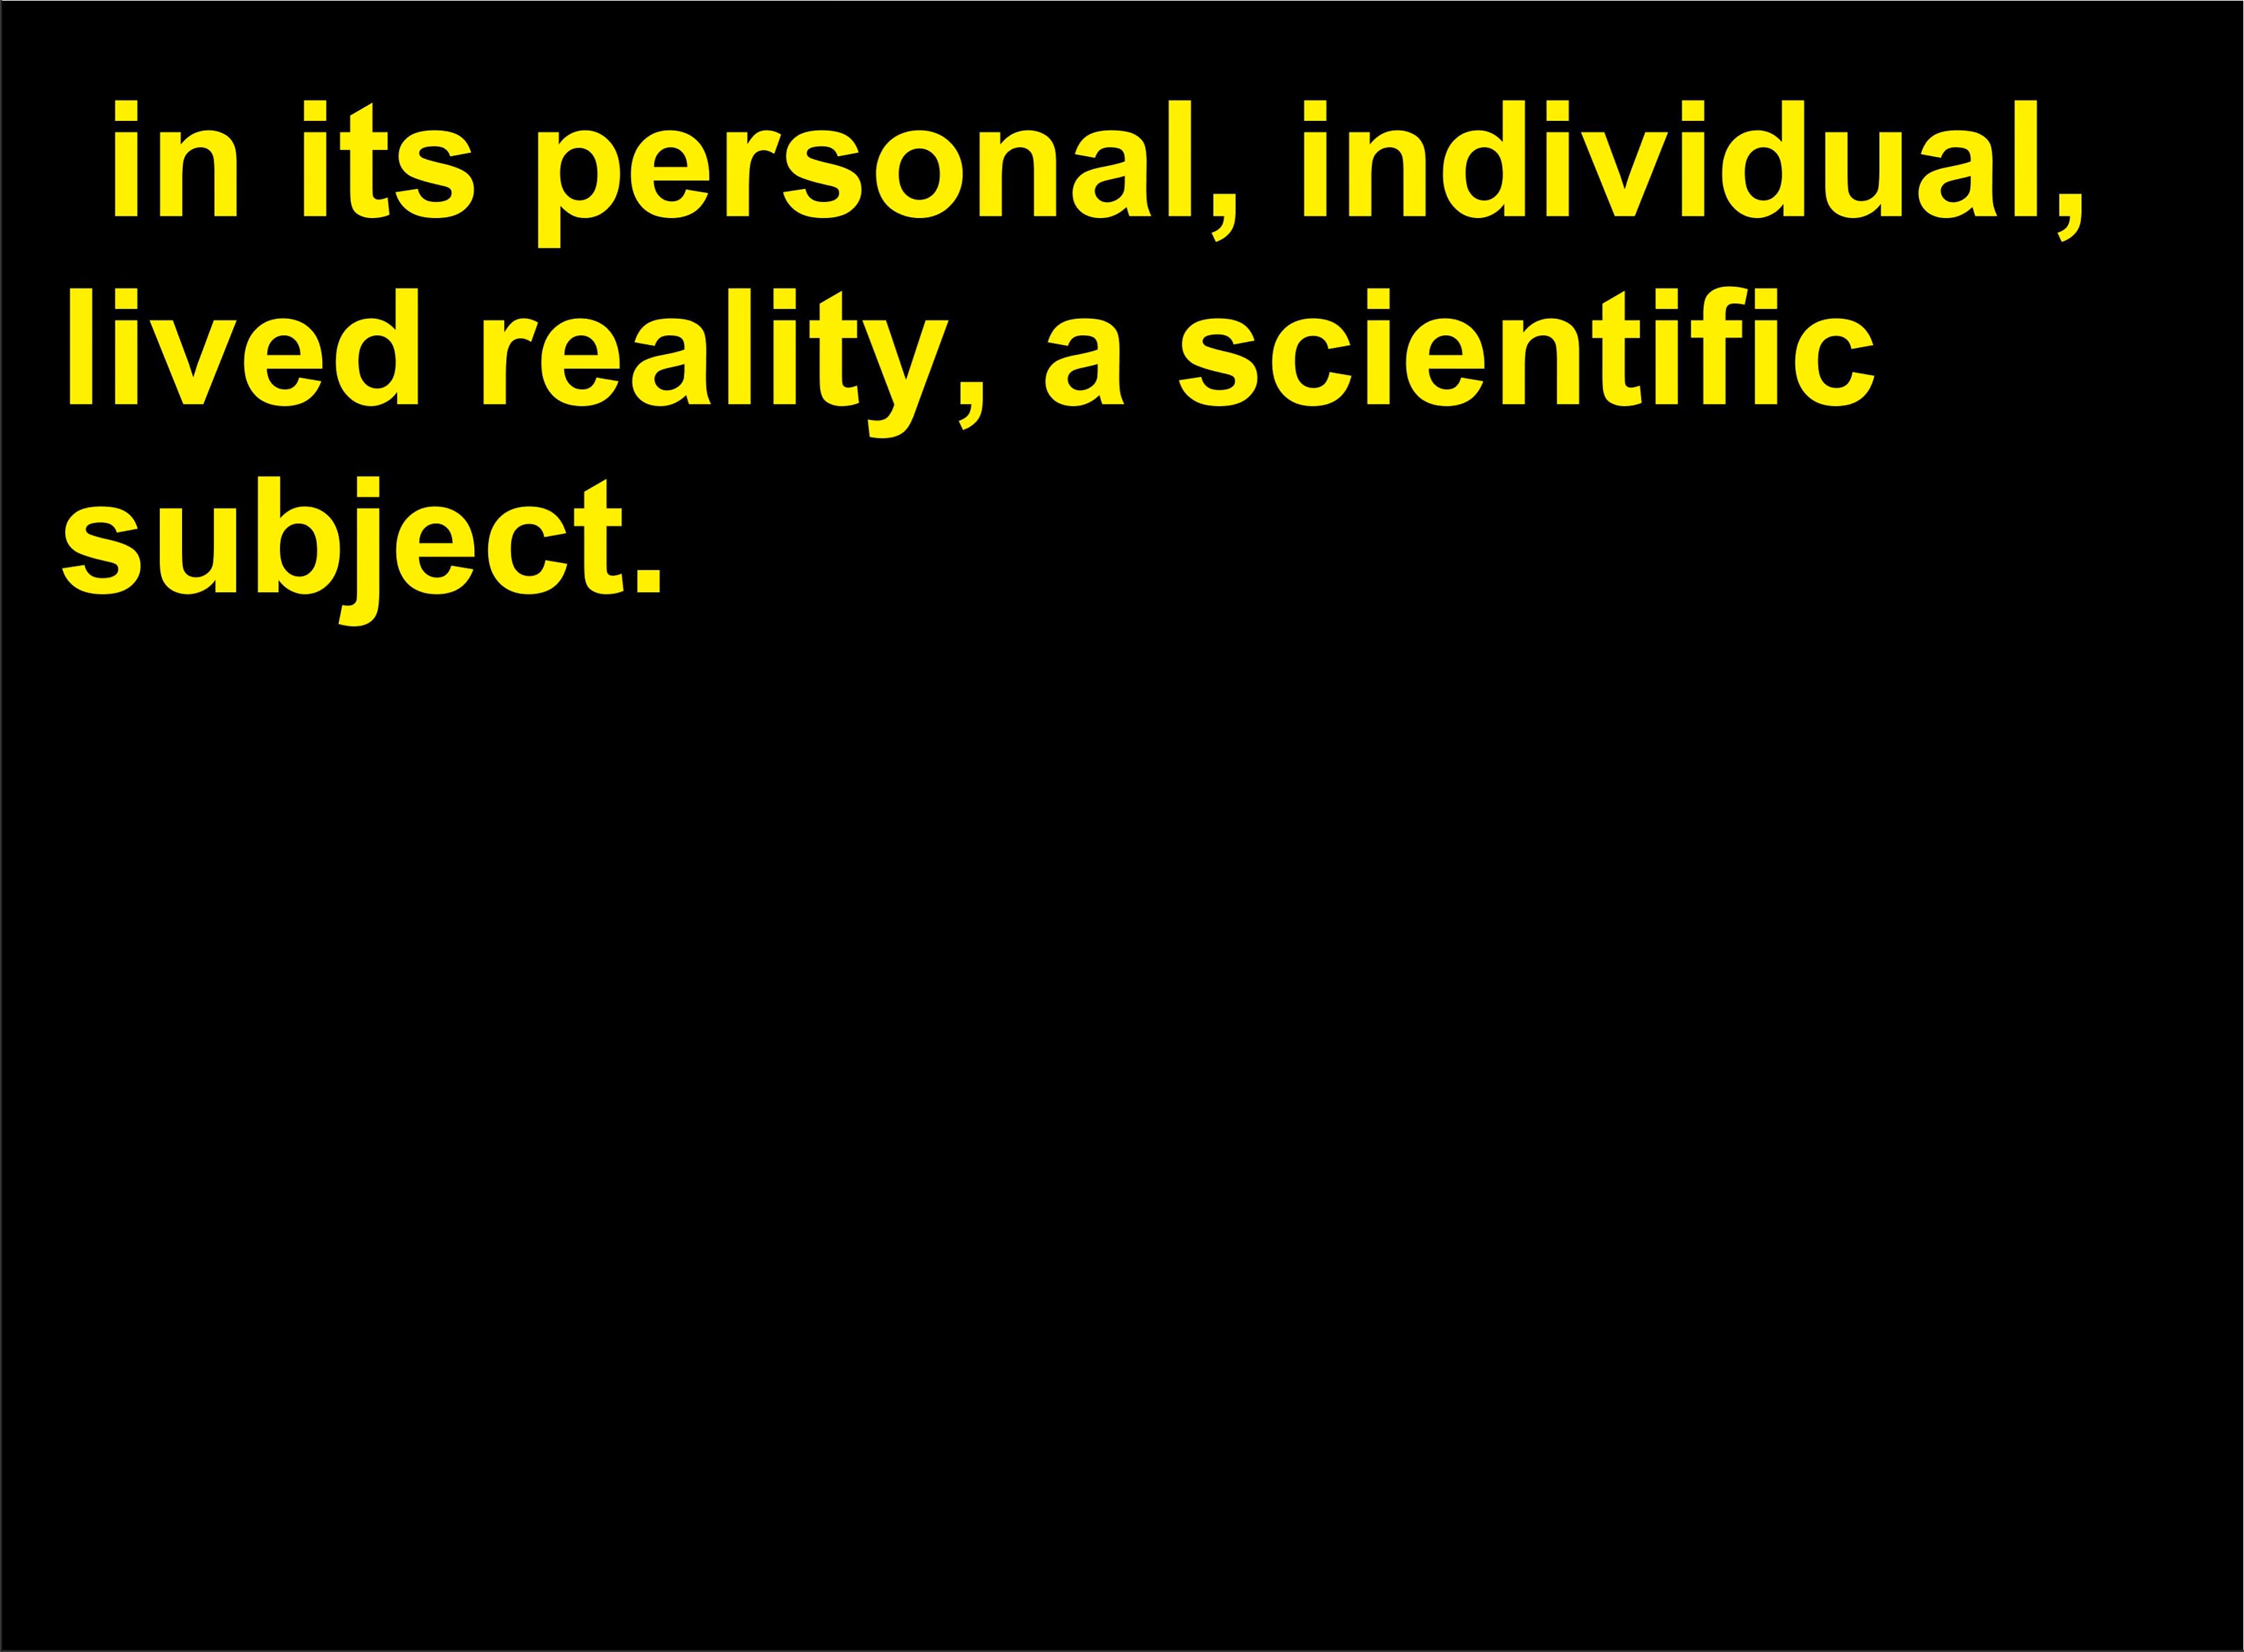 in its personal, individual,
lived reality, a scientific
subject.